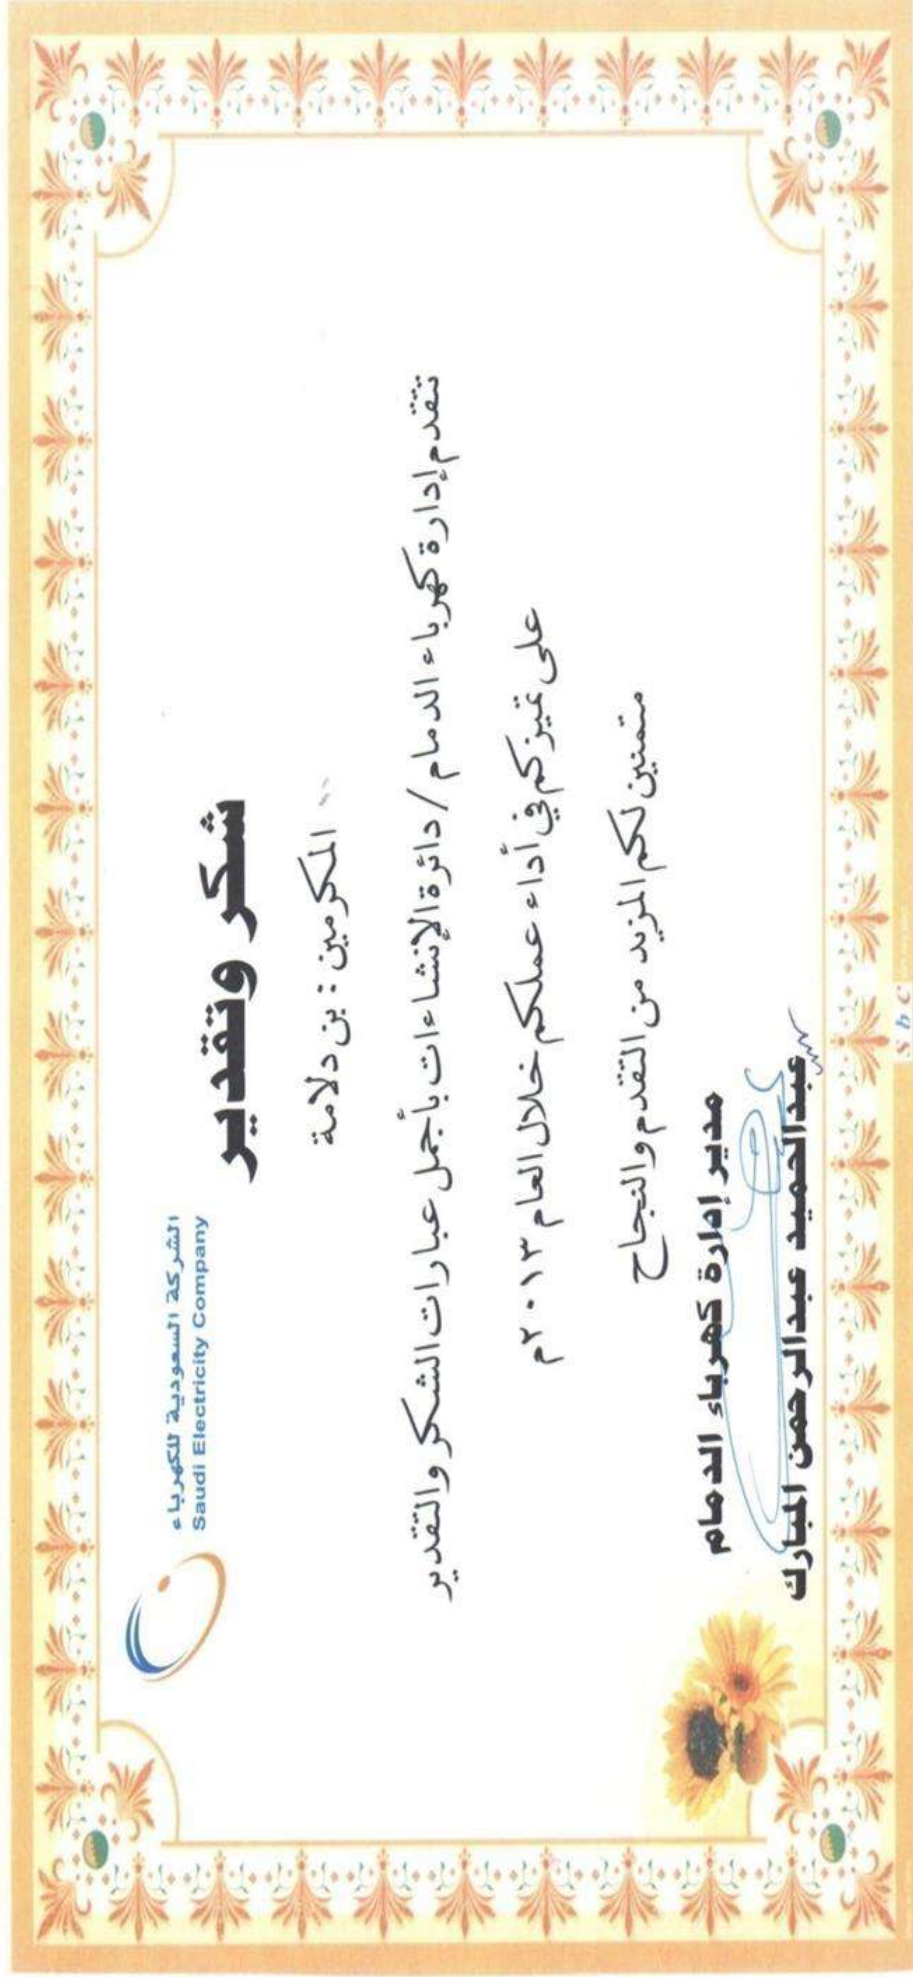 الشركة السعودية للكهرباء
Saudi Electricity Company
شكر وتقدير
المكرمين : بن دلامة
تتقدم إدارة كهرباء الدمام / دائرة الإنشاءات بأجمل عبارات الشكر والتقدير
على تميزكم في أداء عملكم خلال العام ٢٠١٣م
متمنين لكم المزيد من التقدم والنجاح
مدير إدارة كهرباء الدمام
عبدالحميد عبدالرحمن المبارك
s b c